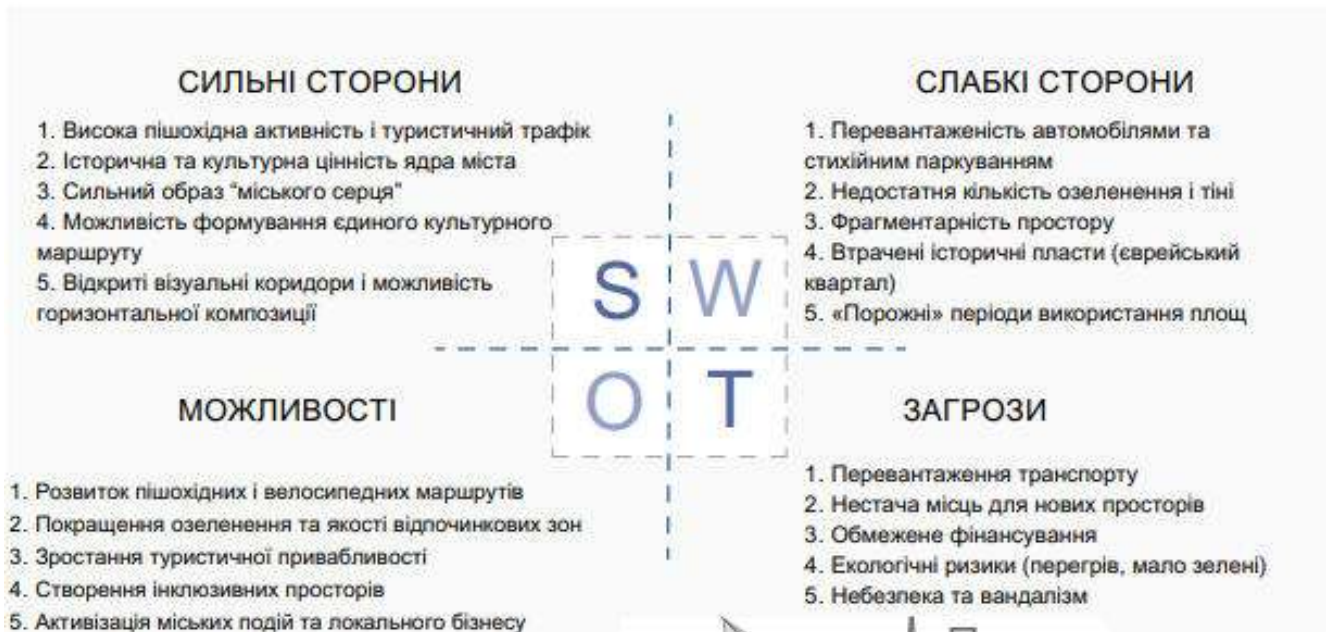 СИЛЬНІ СТОРОНИ
1. Висока пішохідна активність і туристичний трафік
2. Історична та культурна цінність ядра міста
3. Сильний образ “міського серця”
4. Можливість формування єдиного культурного
маршруту
5. Відкриті візуальні коридори і можливість
горизонтальної композиції
СЛАБКІ СТОРОНИ
1. Перевантаженість автомобілями та
стихійним паркуванням
2. Недостатня кількість озеленення і тіні
3. Фрагментарність простору
4. Втрачені історичні пласти (єврейський
квартал)
5. «Порожні» періоди використання площ
S W
O T
МОЖЛИВОСТІ
1. Розвиток пішохідних і велосипедних маршрутів
2. Покращення озеленення та якості відпочинкових зон
3. Зростання туристичної привабливості
4. Створення інклюзивних просторів
5. Активізація міських подій та локального бізнесу
ЗАГРОЗИ
1. Перевантаження транспорту
2. Нестача місць для нових просторів
3. Обмежене фінансування
4. Екологічні ризики (перегрів, мало зелені)
5. Небезпека та вандалізм